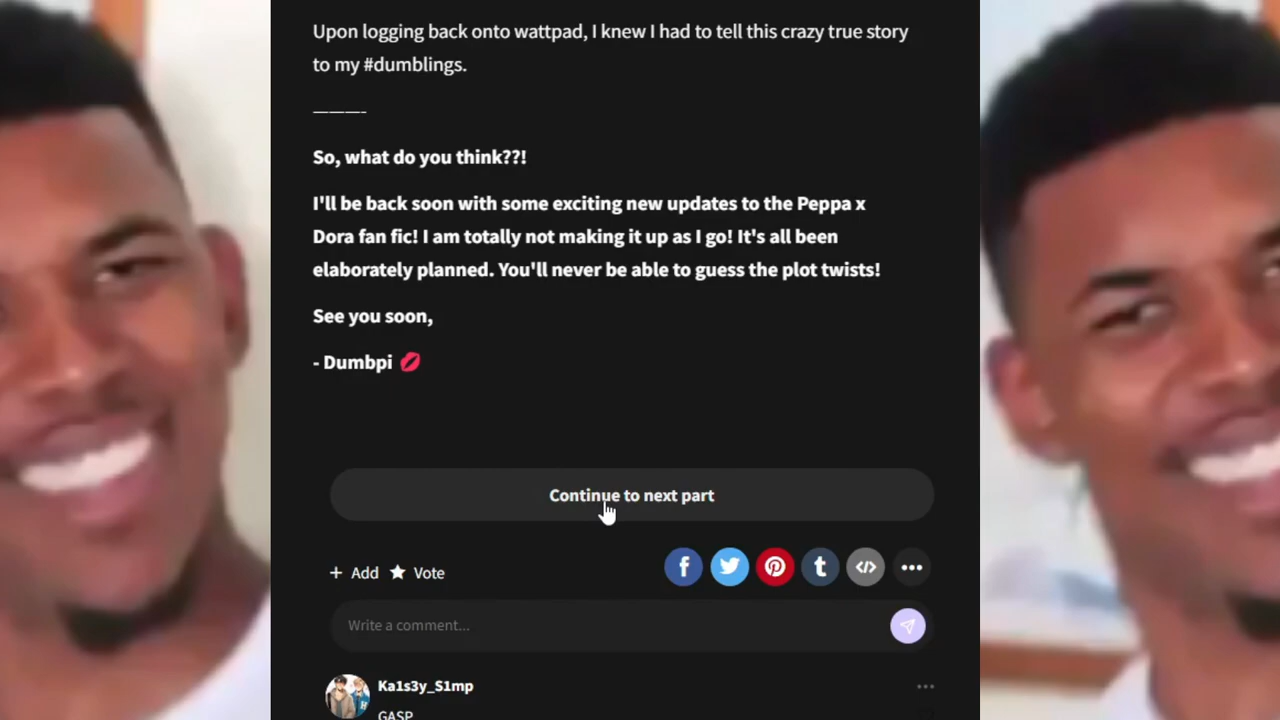 Upon logging back onto wattpad, I knew I had to tell this crazy true story
to my #dumblings.
————-
So, what do you think??!
I'll be back soon with some exciting new updates to the Peppa x
Dora fan fic! I am totally not making it up as I go! It's all been
elaborately planned. You'll never be able to guess the plot twists!
See you soon,
- Dumbpi 💋
Continue to next part
+ Add ★ Vote
Write a comment...
Ka1s3y_S1mp
GASP